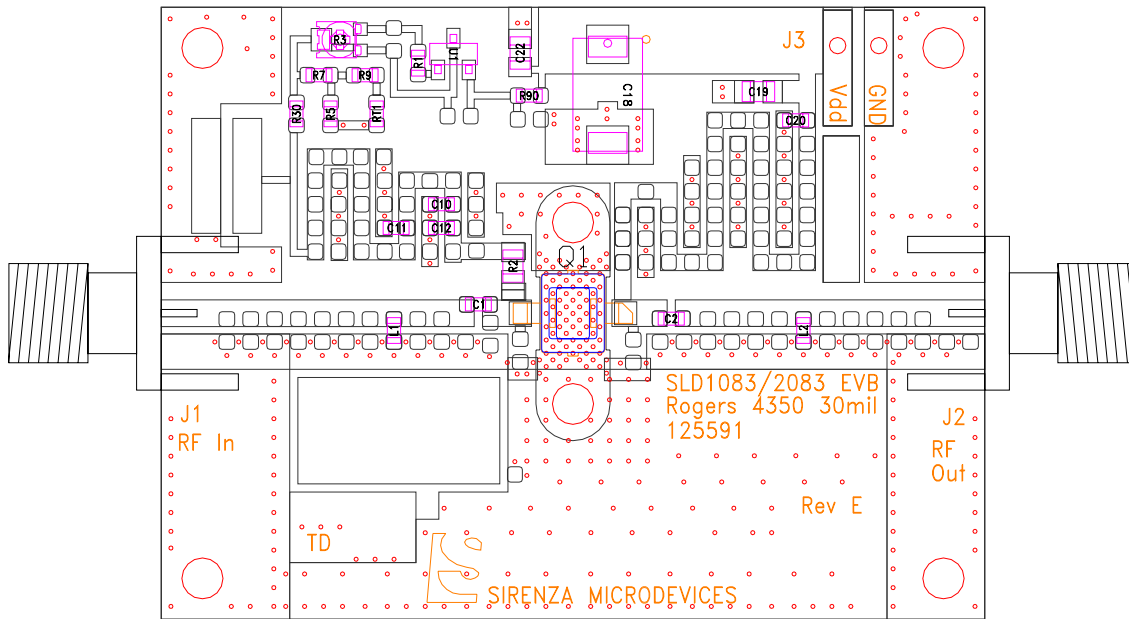 R3
U1
R1
C22
J3
R7
R9
R90
C18
C19
R30
R5
RT1
C20
Vdd
GND
C10
C11
C12
Q1
R2
C1
C2
L1
L2
SLD1083/2083 EVB
Rogers 4350 30mil
125591
J1
RF In
J2
RF
Out
Rev E
TD
SIRENZA MICRODEVICES